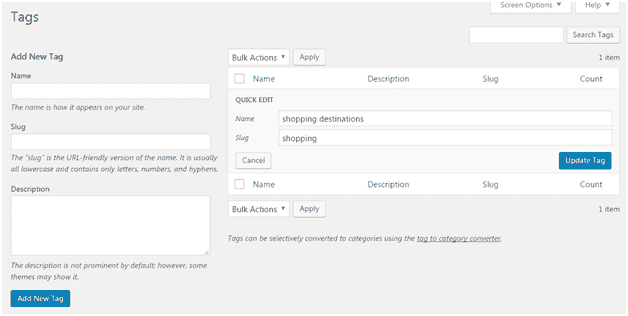 Screen Options ▼ Help ▼
Tags
Search Tags
Add New Tag
Name
The name is how it appears on your site.
Slug
The "slug" is the URL-friendly version of the name. It is usually
all lowercase and contains only letters, numbers, and hyphens.
Description
The description is not prominent by default; however, some
themes may show it.
Add New Tag
Bulk Actions ▼ Apply 1 item
Name Description Slug Count
QUICK EDIT
Name shopping destinations
Slug shopping
Cancel Update Tag
Name Description Slug Count
Bulk Actions ▼ Apply 1 item
Tags can be selectively converted to categories using the tag to category converter.